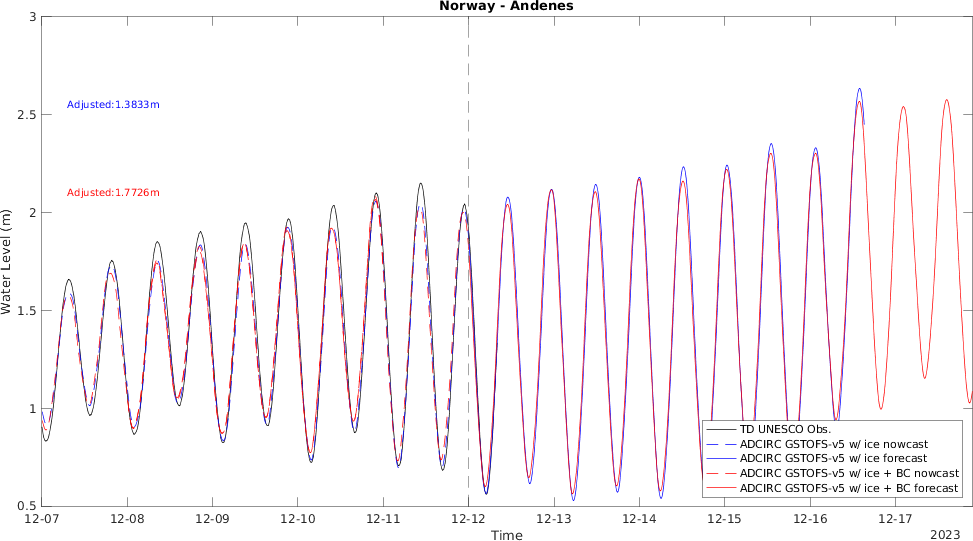 Norway - Andenes
3
2.5
2
1.5
1
0.5
Water Level (m)
Adjusted:1.3833m
Adjusted:1.7726m
TD UNESCO Obs.
ADCIRC GSTOFS-v5 w/ ice nowcast
ADCIRC GSTOFS-v5 w/ ice forecast
ADCIRC GSTOFS-v5 w/ ice + BC nowcast
ADCIRC GSTOFS-v5 w/ ice + BC forecast
12-07 12-08 12-09 12-10 12-11 12-12 12-13 12-14 12-15 12-16 12-17
Time
2023